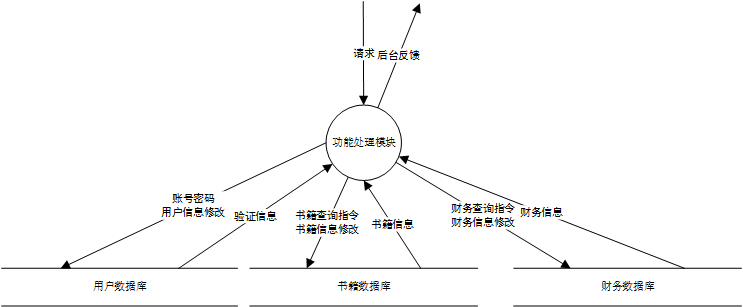 请求
后台反馈
功能处理模块
账号密码
用户信息修改
验证信息
书籍查询指令
书籍信息修改
书籍信息
财务查询指令
财务信息修改
财务信息
用户数据库
书籍数据库
财务数据库